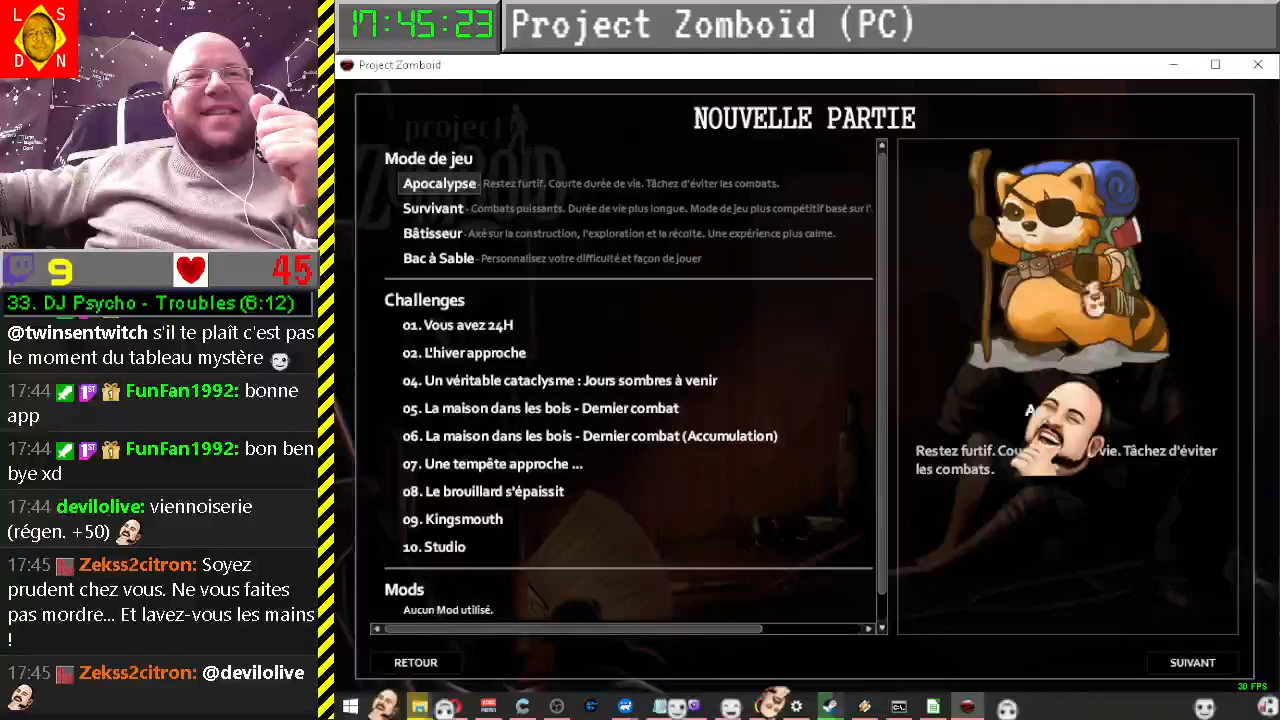 L S
D N
17:45:23
Project Zomboïd (PC)
Project Zomboid
NOUVELLE PARTIE
project
Mode de jeu
Apocalypse - Restez furtif. Courte durée de vie. Tâchez d'éviter les combats.
Survivant - Combats puissants. Durée de vie plus longue. Mode de jeu plus compétitif basé sur l'
Bâtisseur - Axé sur la construction, l'exploration et la récolte. Une expérience plus calme.
Bac à Sable - Personnalisez votre difficulté et façon de jouer
Challenges
01. Vous avez 24H
02. L'hiver approche
04. Un véritable cataclysme : Jours sombres à venir
05. La maison dans les bois - Dernier combat
06. La maison dans les bois - Dernier combat (Accumulation)
07. Une tempête approche ...
08. Le brouillard s'épaissit
09. Kingsmouth
10. Studio
Mods
Aucun Mod utilisé.
Restez furtif. Cou vie. Tâchez d'éviter
les combats.
RETOUR
SUIVANT
30 FPS
9
45
33. DJ Psycho - Troubles (6:12)
@twinsentwitch s'il te plaît c'est pas
le moment du tableau mystère
17:44 FunFan1992: bonne
app
17:44 FunFan1992: bon ben
bye xd
17:44 devilolive: viennoiserie
(régen. +50)
17:45 Zekss2citron: Soyez
prudent chez vous. Ne vous faites
pas mordre... Et lavez-vous les mains
!
17:45 Zekss2citron: @devilolive